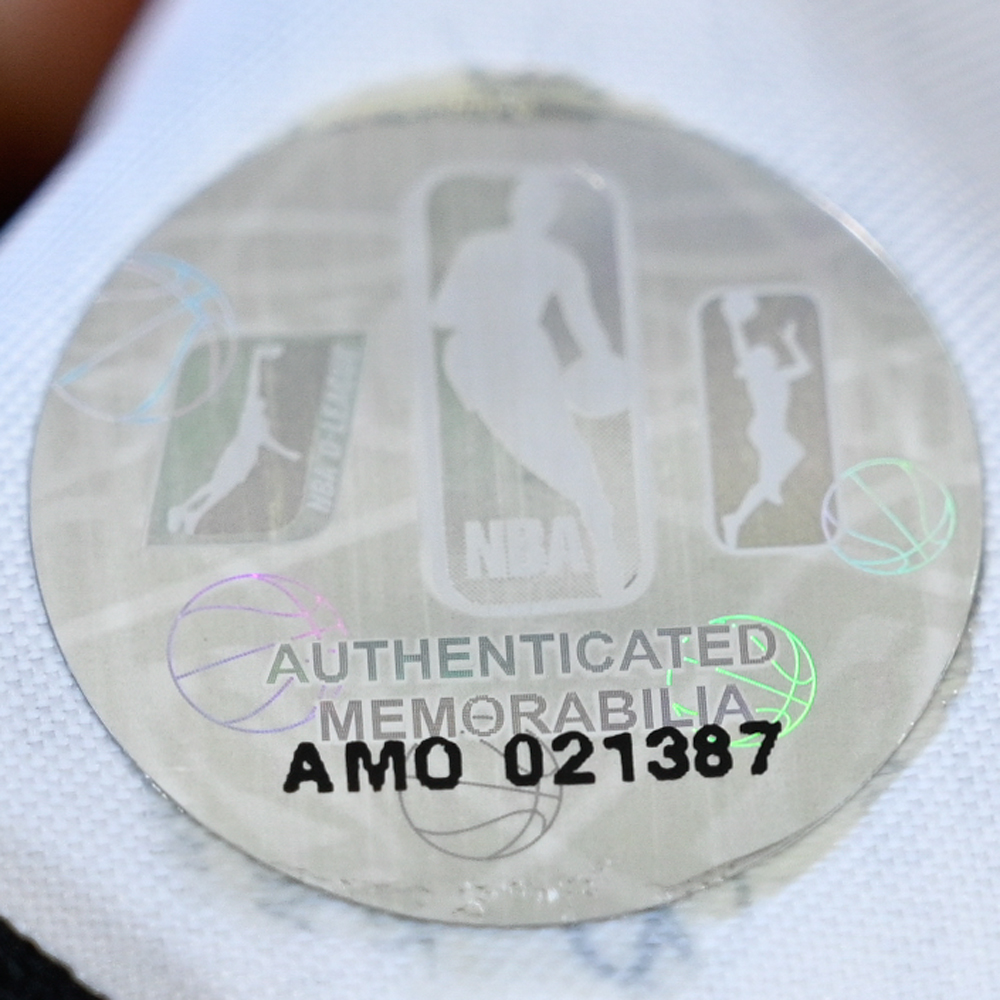 NBA D-LEAGUE
NBA
AUTHENTICATED
MEMORABILIA
AMO 021387